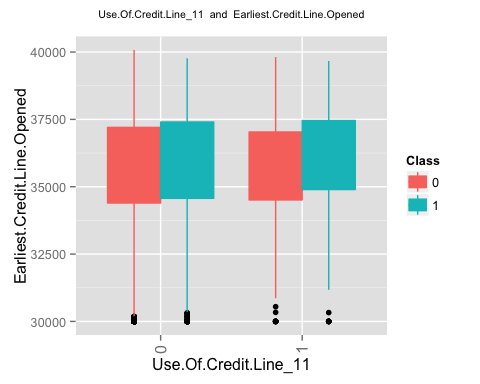 Use.Of.Credit.Line_11 and Earliest.Credit.Line.Opened
40000
37500
35000
32500
30000
Earliest.Credit.Line.Opened
0
1
Use.Of.Credit.Line_11
Class
0
1